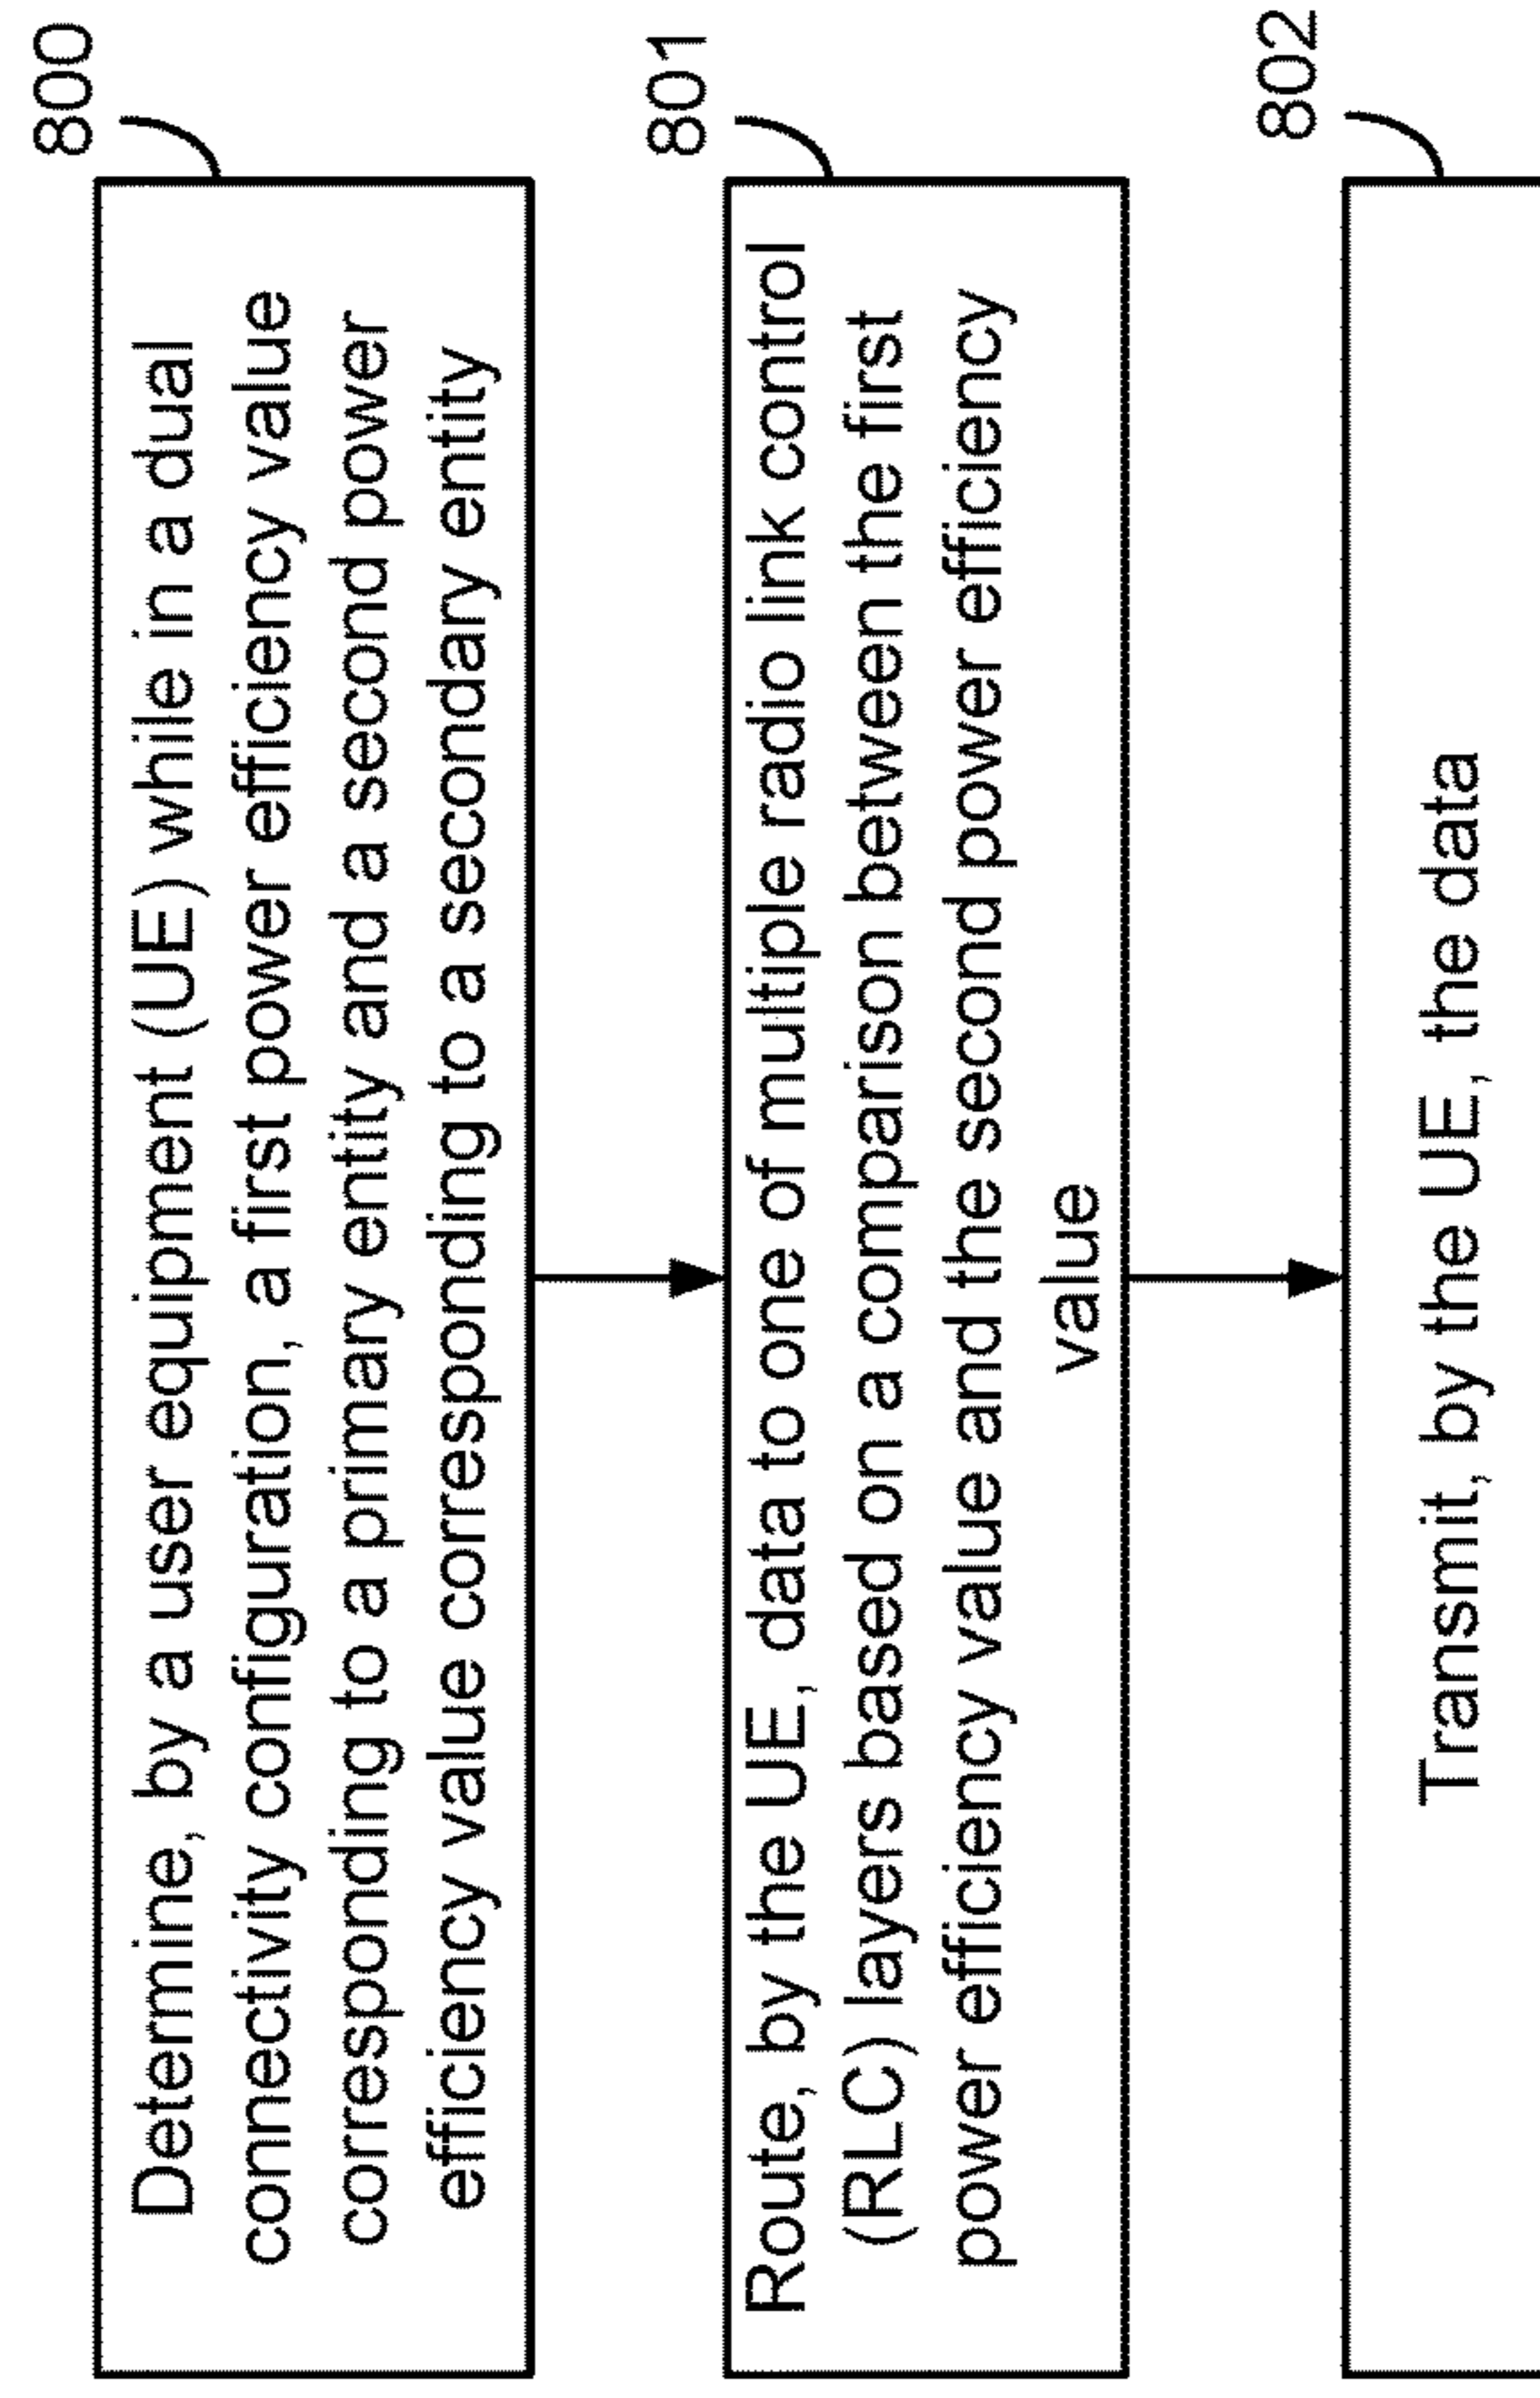 800
Determine, by a user equipment (UE) while in a dual
connectivity configuration, a first power efficiency value
corresponding to a primary entity and a second power
efficiency value corresponding to a secondary entity
801
Route, by the UE, data to one of multiple radio link control
(RLC) layers based on a comparison between the first
power efficiency value and the second power efficiency
value
802
Transmit, by the UE, the data